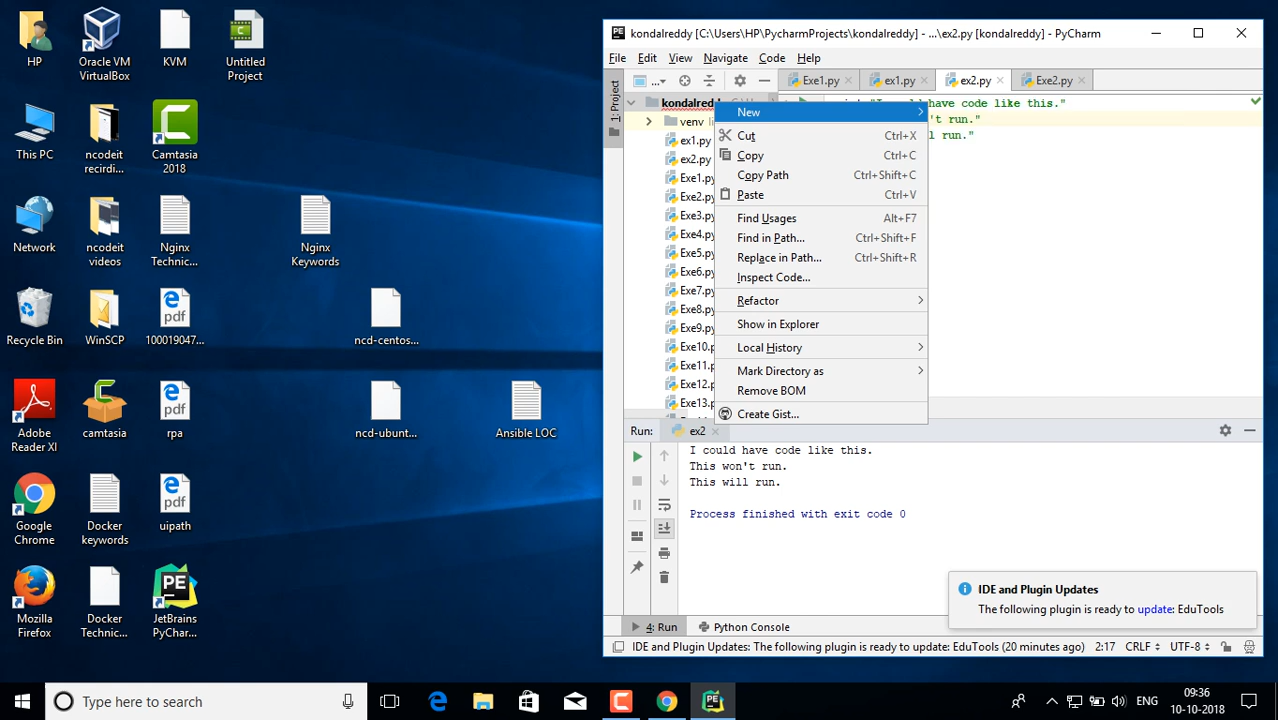 HP
Oracle VM
VirtualBox
KVM
Untitled
Project
This PC
ncodeit
recirdin...
Camtasia
2018
Network
ncodeit
videos
Nginx
Technic...
Nginx
Keywords
Recycle Bin
WinSCP
100019047...
ncd-centos...
Adobe
Reader XI
camtasia
rpa
ncd-ubunt...
Ansible LOC
Google
Chrome
Docker
keywords
uipath
Mozilla
Firefox
Docker
Technic...
JetBrains
PyChar...
kondalreddy [C:\Users\HP\PycharmProjects\kondalreddy] - ...\ex2.py [kondalreddy] - PyCharm
File Edit View Navigate Code Help
1: Project
Exe1.py ex1.py ex2.py Exe2.py
have code like this."
't run."
l run."
venv
ex1.py
ex2.py
Exe1.py
Exe2.py
Exe3.py
Exe4.py
Exe5.py
Exe6.py
Exe7.py
Exe8.py
Exe9.py
Exe10.p
Exe11.p
Exe12.p
Exe13.p
New
Cut Ctrl+X
Copy Ctrl+C
Copy Path Ctrl+Shift+C
Paste Ctrl+V
Find Usages Alt+F7
Find in Path... Ctrl+Shift+F
Replace in Path... Ctrl+Shift+R
Inspect Code...
Refactor
Show in Explorer
Local History
Mark Directory as
Remove BOM
Create Gist...
Run: ex2
I could have code like this.
This won't run.
This will run.
Process finished with exit code 0
IDE and Plugin Updates
The following plugin is ready to update: EduTools
4: Run Python Console
IDE and Plugin Updates: The following plugin is ready to update: EduTools (20 minutes ago) 2:17 CRLF UTF-8
Type here to search
ENG
09:36
10-10-2018